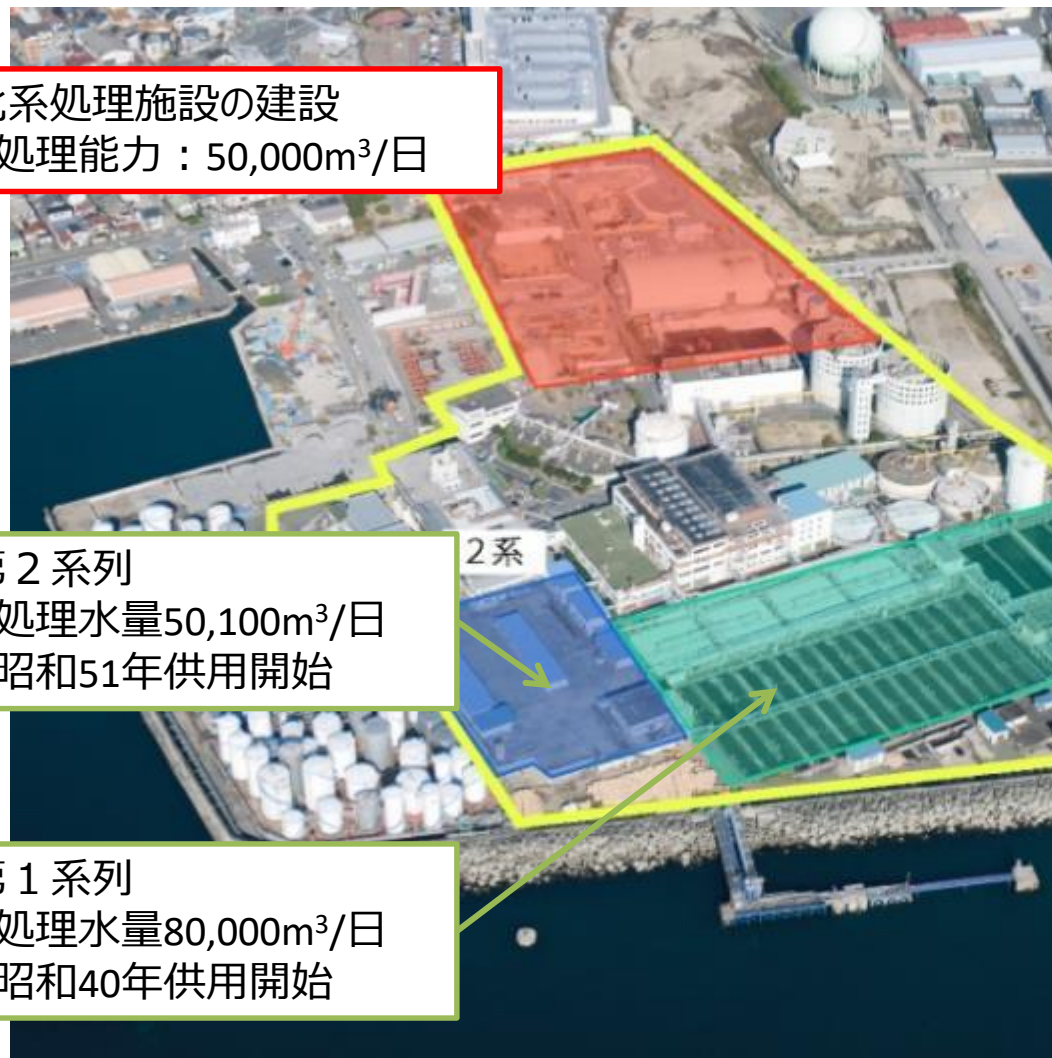 系処理施設の建設
処理能力：50,000m³/日
2系
第２系列
処理水量50,100m³/日
昭和51年供用開始
第１系列
処理水量80,000m³/日
昭和40年供用開始